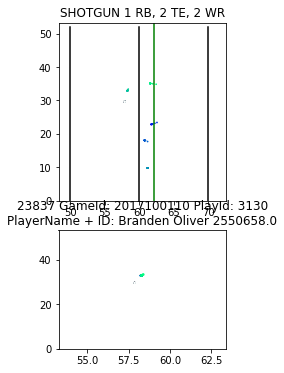 SHOTGUN 1 RB, 2 TE, 2 WR
50
40
30
20
10
0
50 55 60 65 70
23837 GameId: 2017100110 PlayId: 3130
PlayerName + ID: Branden Oliver 2550658.0
40
20
0
55.0 57.5 60.0 62.5